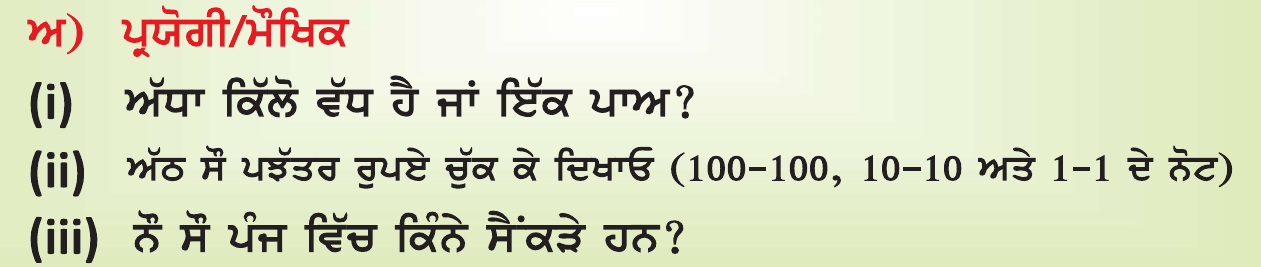 ਅ) ਪ੍ਰਯੋਗੀ/ਮੌਖਿਕ
(i) ਅੱਧਾ ਕਿੱਲੋ ਵੱਧ ਹੈ ਜਾਂ ਇੱਕ ਪਾਅ?
(ii) ਅੱਠ ਸੌ ਪਝੱਤਰ ਰੁਪਏ ਚੁੱਕ ਕੇ ਦਿਖਾਓ (100-100, 10-10 ਅਤੇ 1-1 ਦੇ ਨੋਟ)
(iii) ਨੌ ਸੌ ਪੰਜ ਵਿੱਚ ਕਿੰਨੇ ਸੈਂਕੜੇ ਹਨ?